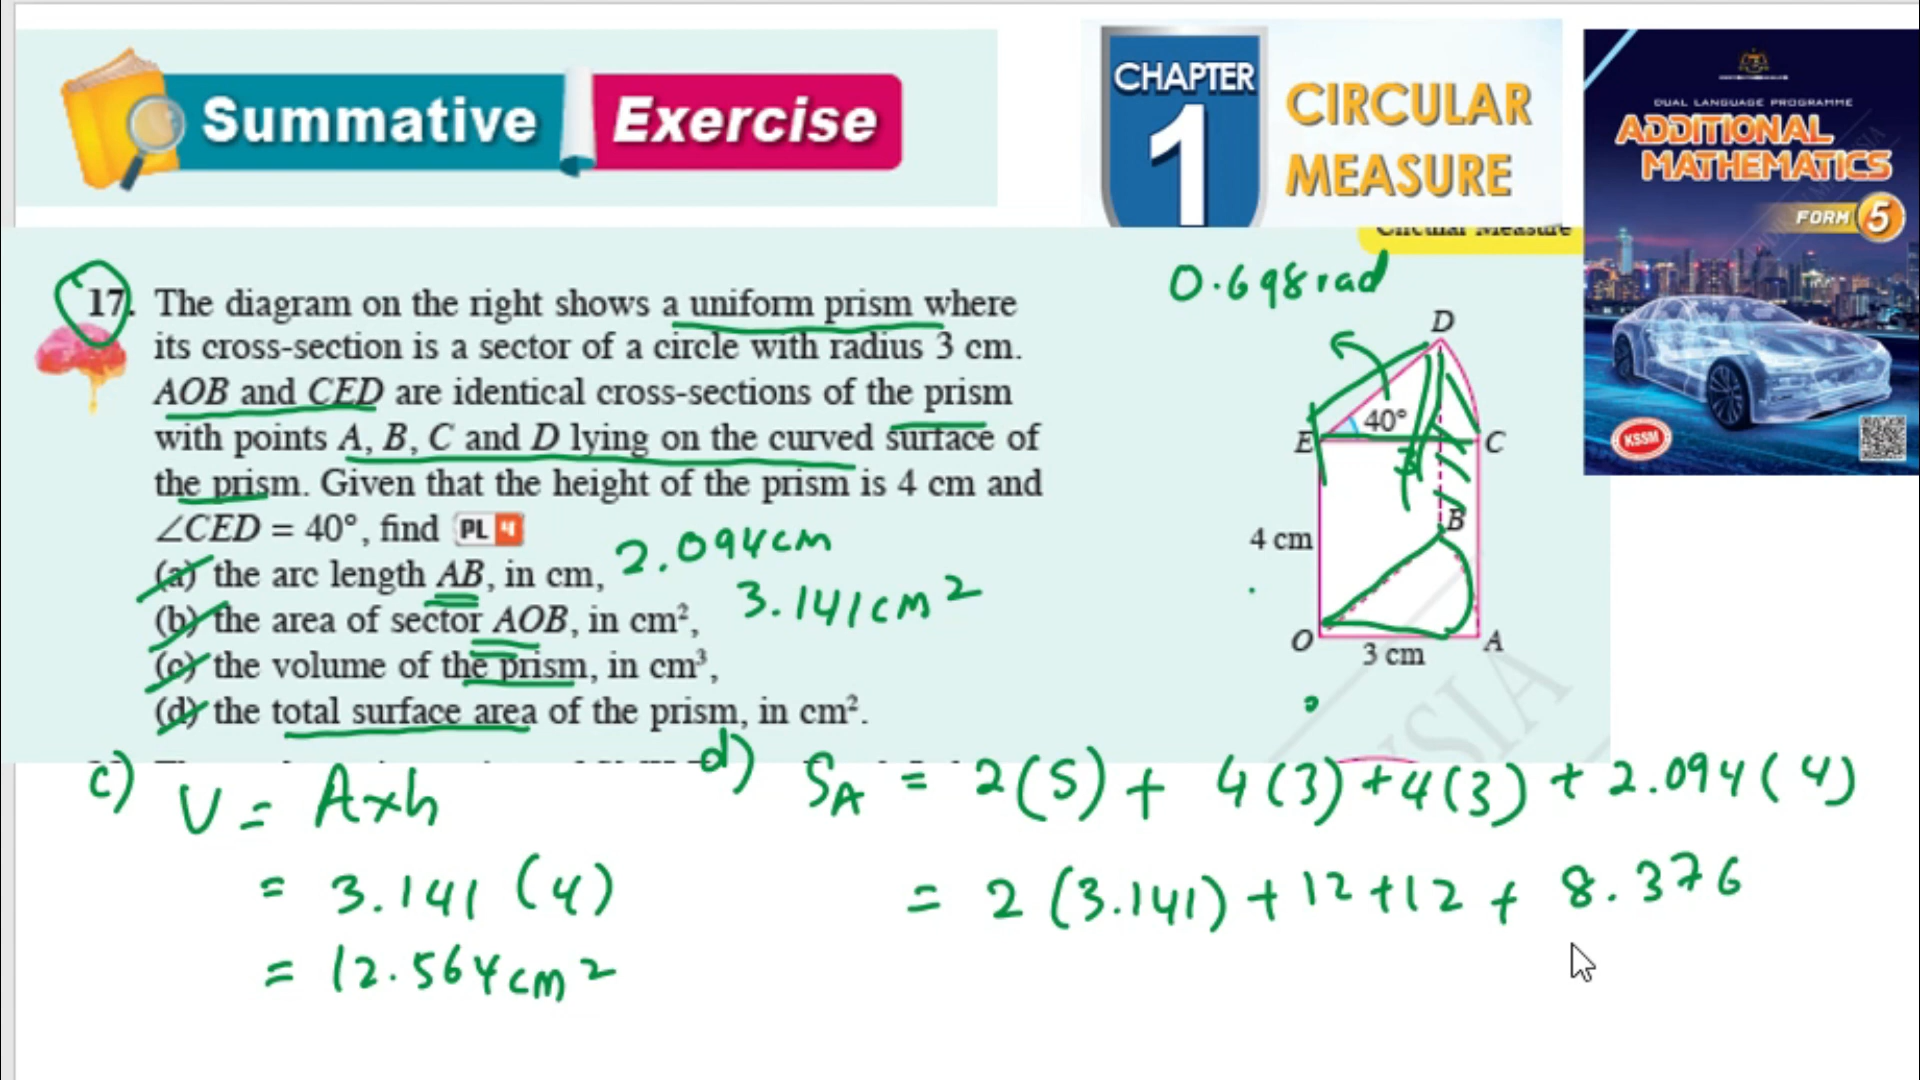 Summative Exercise
CHAPTER
1
CIRCULAR
MEASURE
DUAL LANGUAGE PROGRAMME
ADDITIONAL
MATHEMATICS
FORM 5
KSSM
Circular Measure
0.698rad
17. The diagram on the right shows a uniform prism where
its cross-section is a sector of a circle with radius 3 cm.
AOB and CED are identical cross-sections of the prism
with points A, B, C and D lying on the curved surface of
the prism. Given that the height of the prism is 4 cm and
∠CED = 40°, find PL 4
(a) the arc length AB, in cm, 2.094cm
(b) the area of sector AOB, in cm², 3.141cm²
(c) the volume of the prism, in cm³,
(d) the total surface area of the prism, in cm².
D
40°
E
C
B
4 cm
O
A
3 cm
c) V = A×h
= 3.141 (4)
= 12.564cm²
d) SA = 2(S) + 4(3)+4(3) + 2.094(4)
= 2(3.141)+12+12+ 8.376